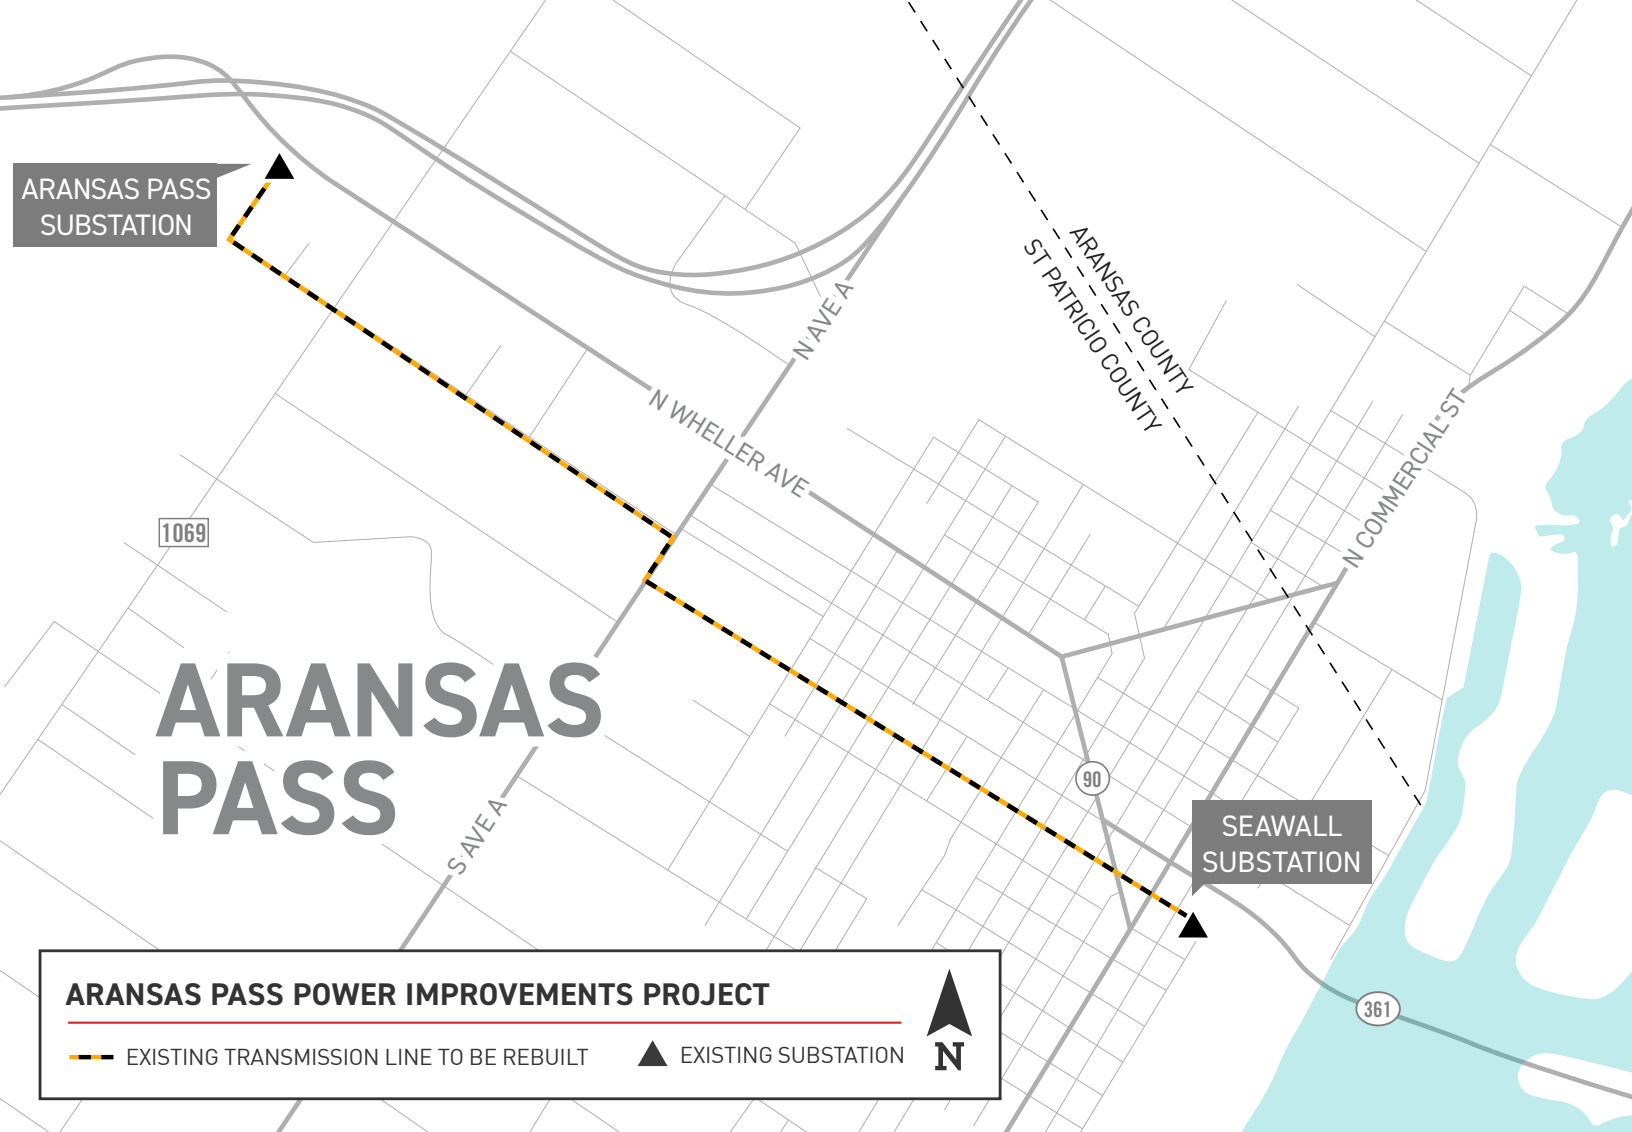 ARANSAS PASS
SUBSTATION
N AVE A
ARANSAS COUNTY
ST PATRICIO COUNTY
N WHELLER AVE
N COMMERCIAL ST
1069
ARANSAS
PASS
S AVE A
90
SEAWALL
SUBSTATION
361
ARANSAS PASS POWER IMPROVEMENTS PROJECT
EXISTING TRANSMISSION LINE TO BE REBUILT
EXISTING SUBSTATION
N